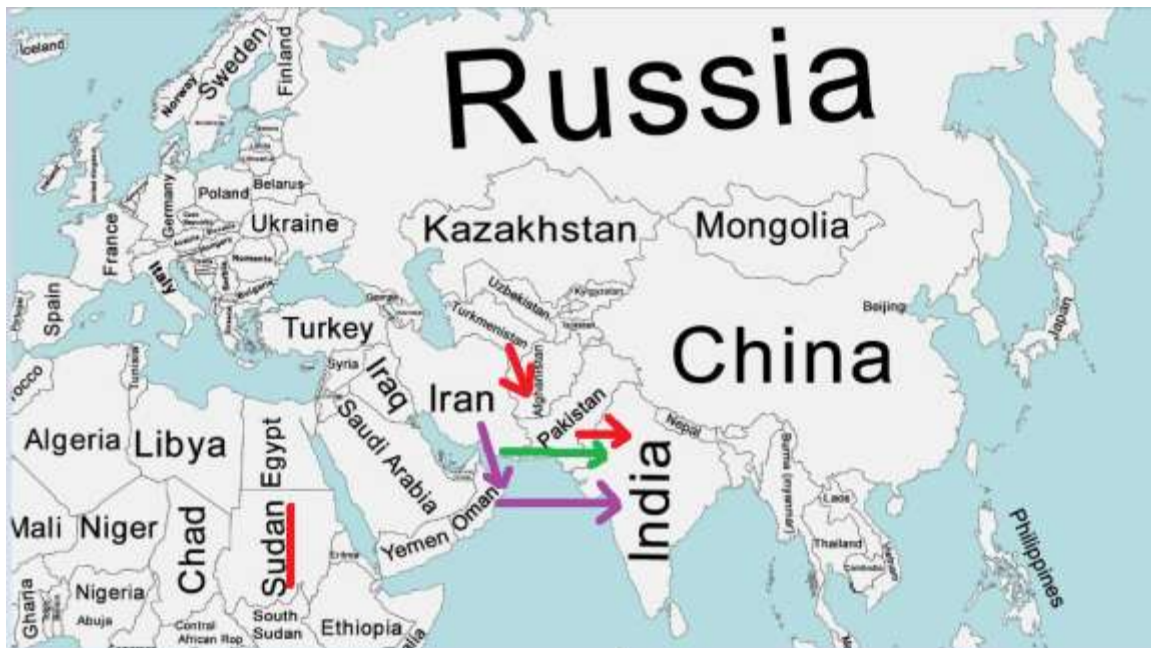 Iceland
Norway
Sweden
Finland
Russia
Poland
Belarus
Germany
Ukraine
France
Kazakhstan
Mongolia
Italy
Romania
Bulgaria
Spain
Uzbekistan
Kyrgyzstan
Beijing
Georgia
Turkmenistan
Japan
Turkey
China
Tunisia
Syria
Iraq
Iran
Afghanistan
Pakistan
Nepal
Algeria
Libya
Egypt
Saudi Arabia
India
Burma (myanmar)
Mali
Niger
Chad
Sudan
Yemen
Oman
Laos
Thailand
Vietnam
Cambodia
Philippines
Eritrea
Ghana
Nigeria
Abuja
Central
African Rep
South
Sudan
Ethiopia